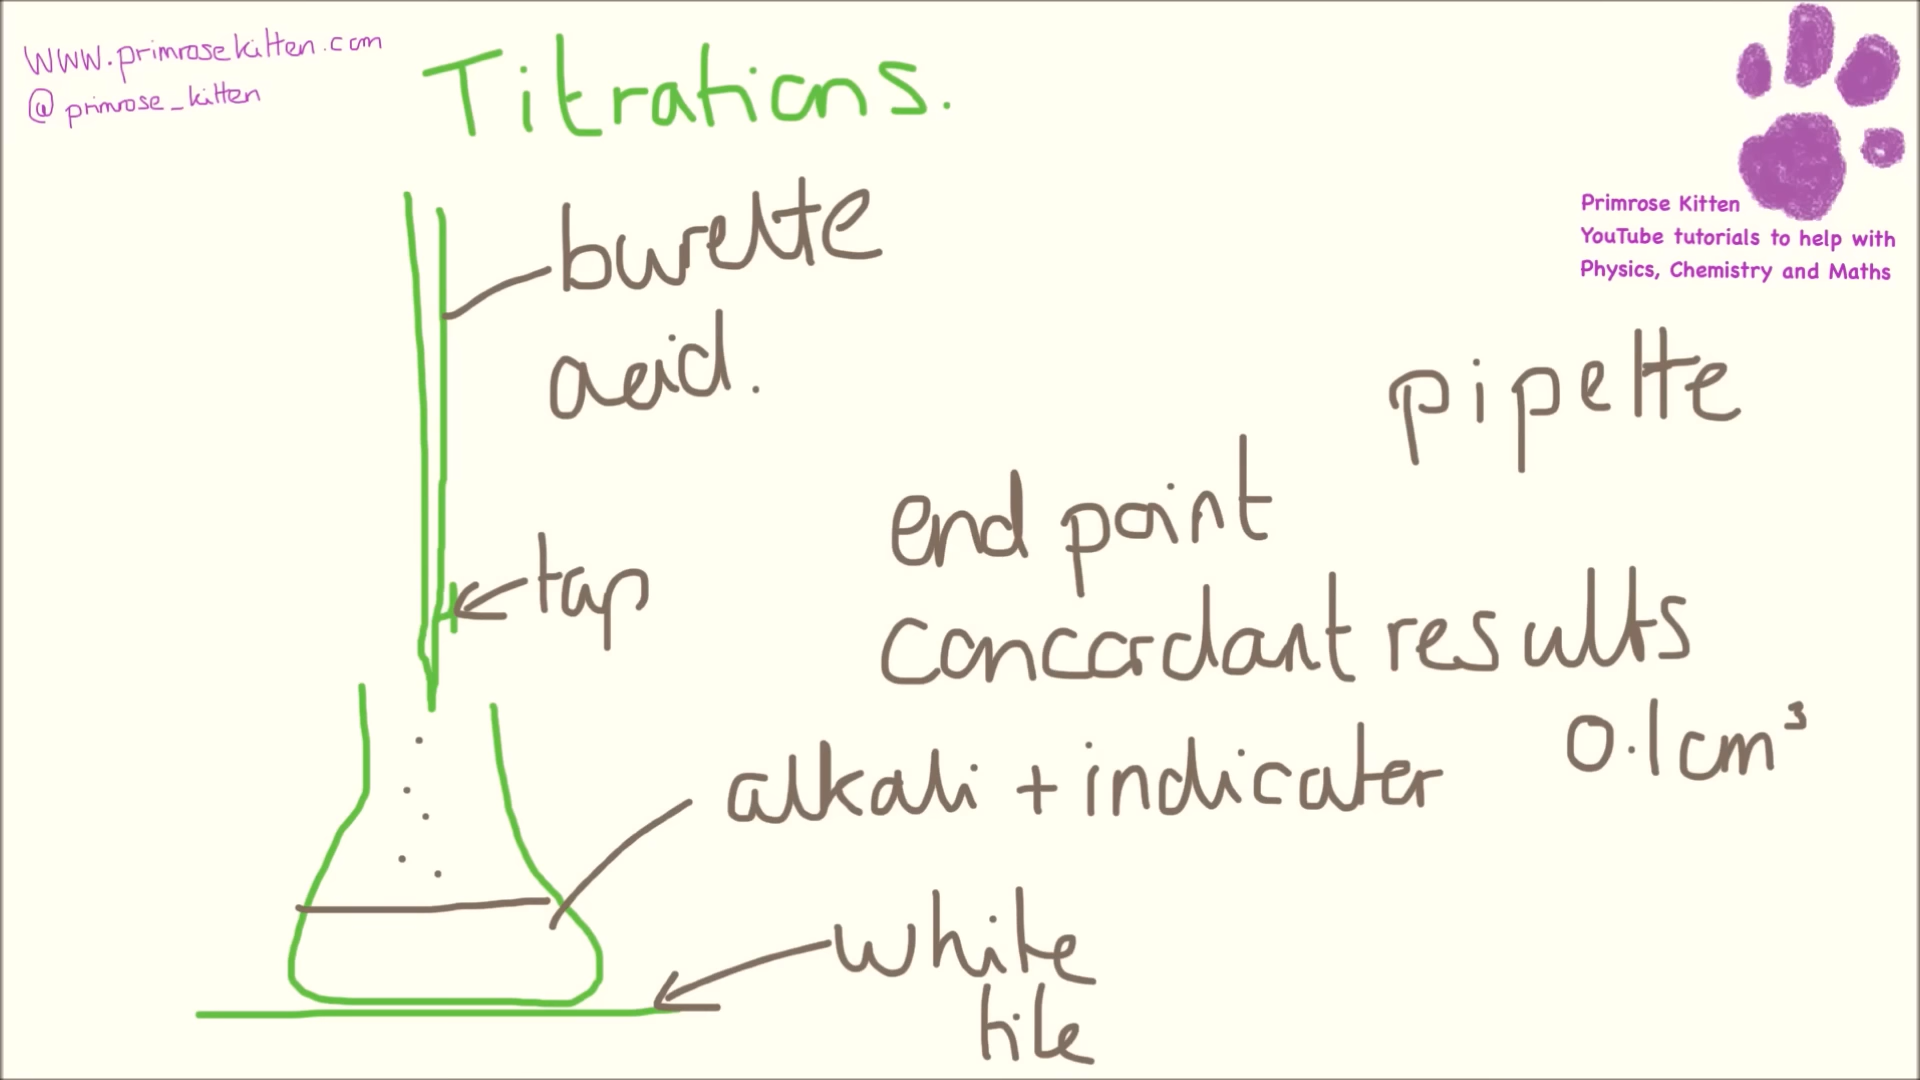 www.primrosekitten.com
@primrose_kitten
Titrations.
Primrose Kitten
YouTube tutorials to help with
Physics, Chemistry and Maths
burette
acid.
pipette
end point
tap
concordant results
0.1cm³
alkali + indicater
white
tile